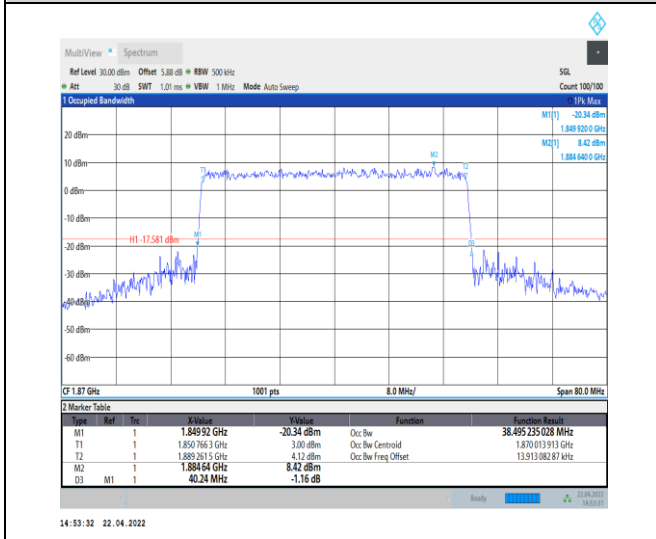 MultiView Spectrum
Ref Level 30.00 dBm Offset 5.88 dB RBW 500 kHz SGL
Att 30 dB SWT 1.01 ms VBW 1 MHz Mode Auto Sweep Count 100/100
1 Occupied Bandwidth 1Pk Max
M1[1] -20.34 dBm
1.849 920 0 GHz
M2[1] 8.42 dBm
1.884 640 0 GHz
20 dBm
M2
10 dBm
T1 T2
0 dBm
-10 dBm
H1 -17.581 dBm M1
-20 dBm D3
-30 dBm
-40 dBm
-50 dBm
-60 dBm
CF 1.87 GHz 1001 pts 8.0 MHz/ Span 80.0 MHz
2 Marker Table
Type Ref Trc X-Value Y-Value Function Function Result
M1 1 1.849 92 GHz -20.34 dBm Occ Bw 38.495 235 028 MHz
T1 1 1.850 766 3 GHz 3.00 dBm Occ Bw Centroid 1.870 013 913 GHz
T2 1 1.889 261 5 GHz 4.12 dBm Occ Bw Freq Offset 13.913 082 87 kHz
M2 1 1.884 64 GHz 8.42 dBm
D3 M1 1 40.24 MHz -1.16 dB
Ready 22.04.2022
14:53:31
14:53:32 22.04.2022